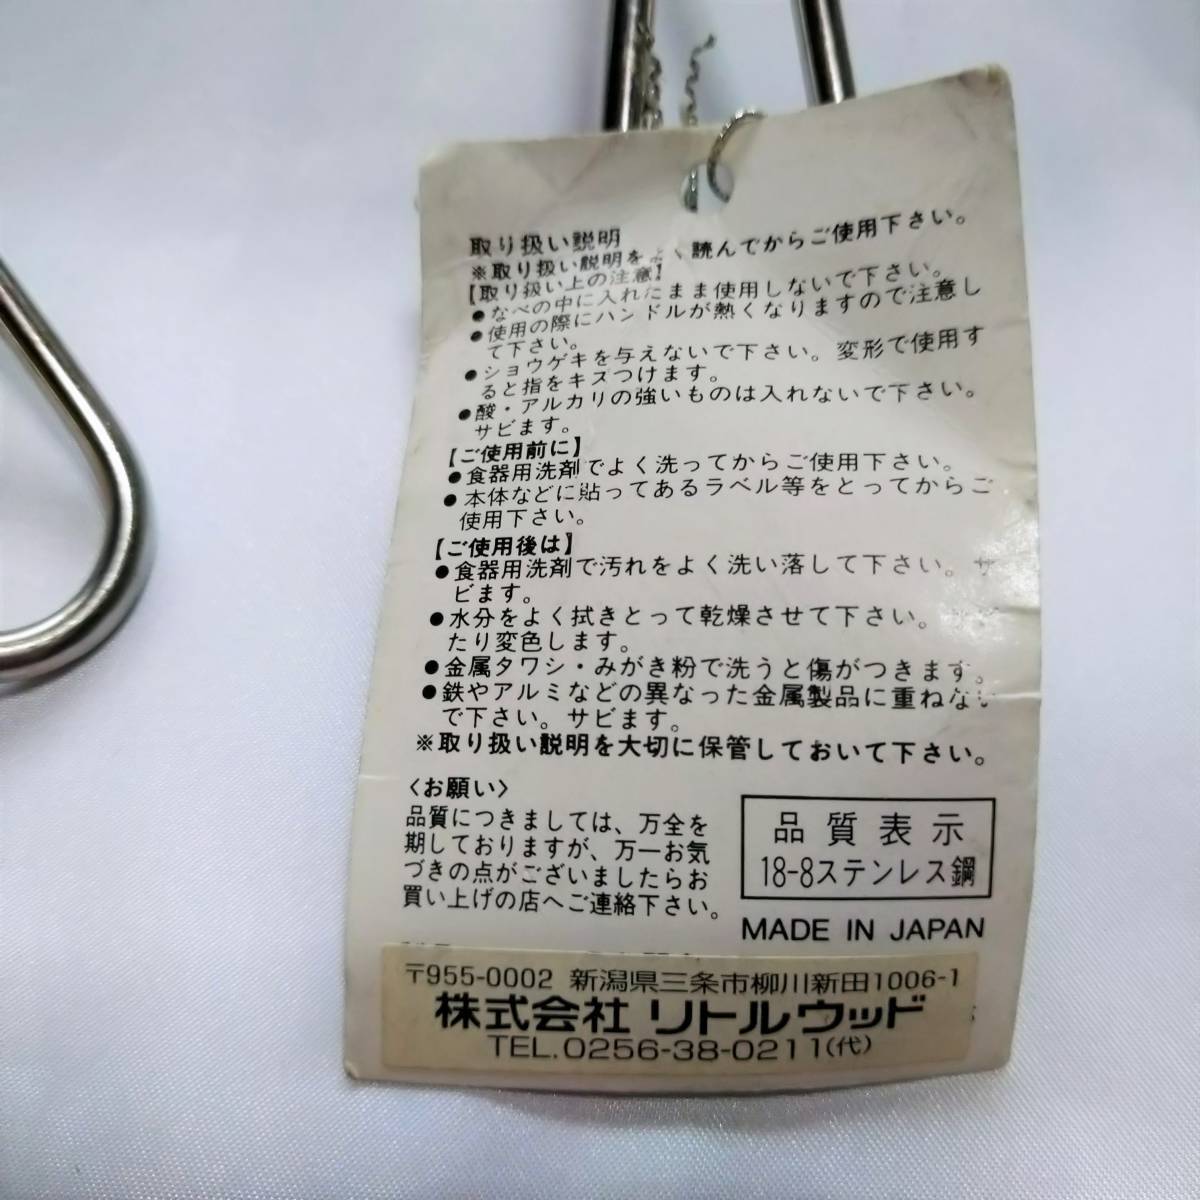 取り扱い説明
※取り扱い説明をよく読んでからご使用下さい。
【取り扱い上の注意】
●なべの中に入れたまま使用しないで下さい。
●使用の際にハンドルが熱くなりますので注意し
て下さい。
●ショウゲキを与えないで下さい。変形で使用す
ると指をキズつけます。
●酸・アルカリの強いものは入れないで下さい。
サビます。
【ご使用前に】
●食器用洗剤でよく洗ってからご使用下さい。
●本体などに貼ってあるラベル等をとってからご
使用下さい。
【ご使用後は】
●食器用洗剤で汚れをよく洗い落して下さい。サ
ビます。
●水分をよく拭きとって乾燥させて下さい。
たり変色します。
●金属タワシ・みがき粉で洗うと傷がつきます。
●鉄やアルミなどの異なった金属製品に重ねない
で下さい。サビます。
※取り扱い説明を大切に保管しておいて下さい。
〈お願い〉
品質につきましては、万全を
期しておりますが、万一お気
づきの点がございましたらお
買い上げの店へご連絡下さい。
品質表示
18-8ステンレス鋼
MADE IN JAPAN
〒955-0002 新潟県三条市柳川新田1006-1
株式会社 リトルウッド
TEL.0256-38-0211(代)